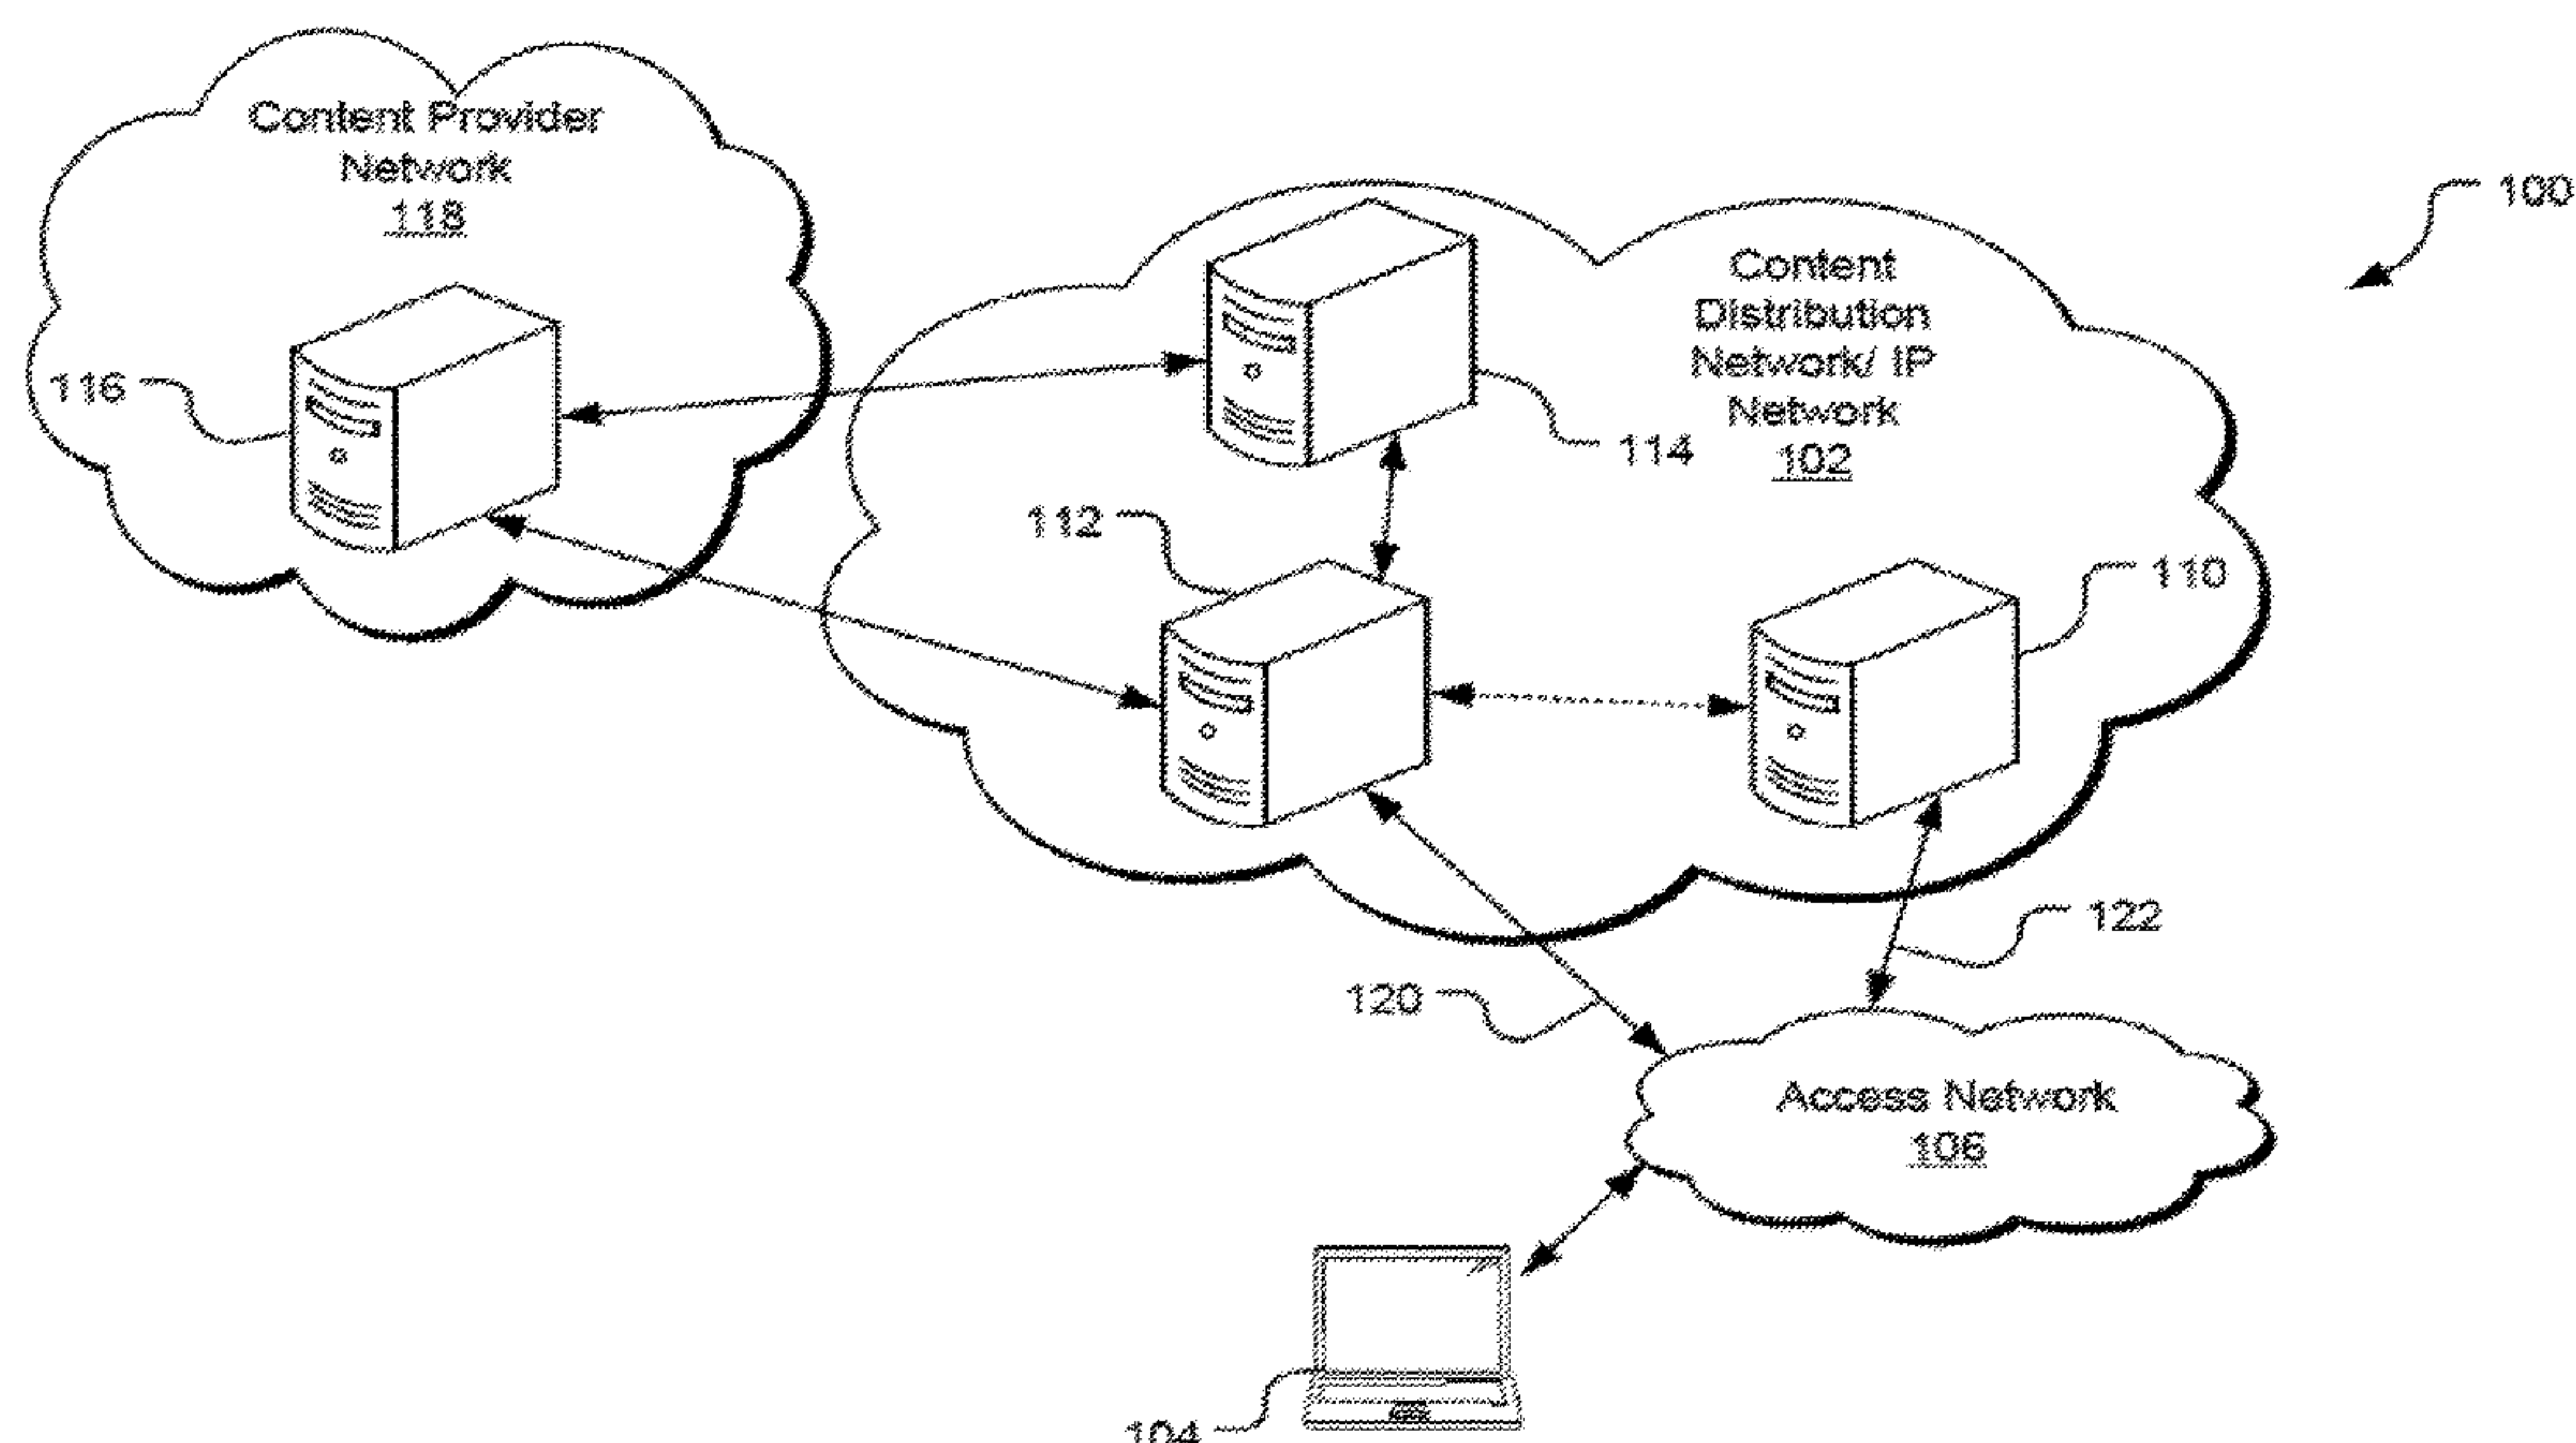 Content Provider
Network
118
100
Content
Distribution
Network/ IP
Network
102
116
114
112
110
122
120
Access Network
106
104